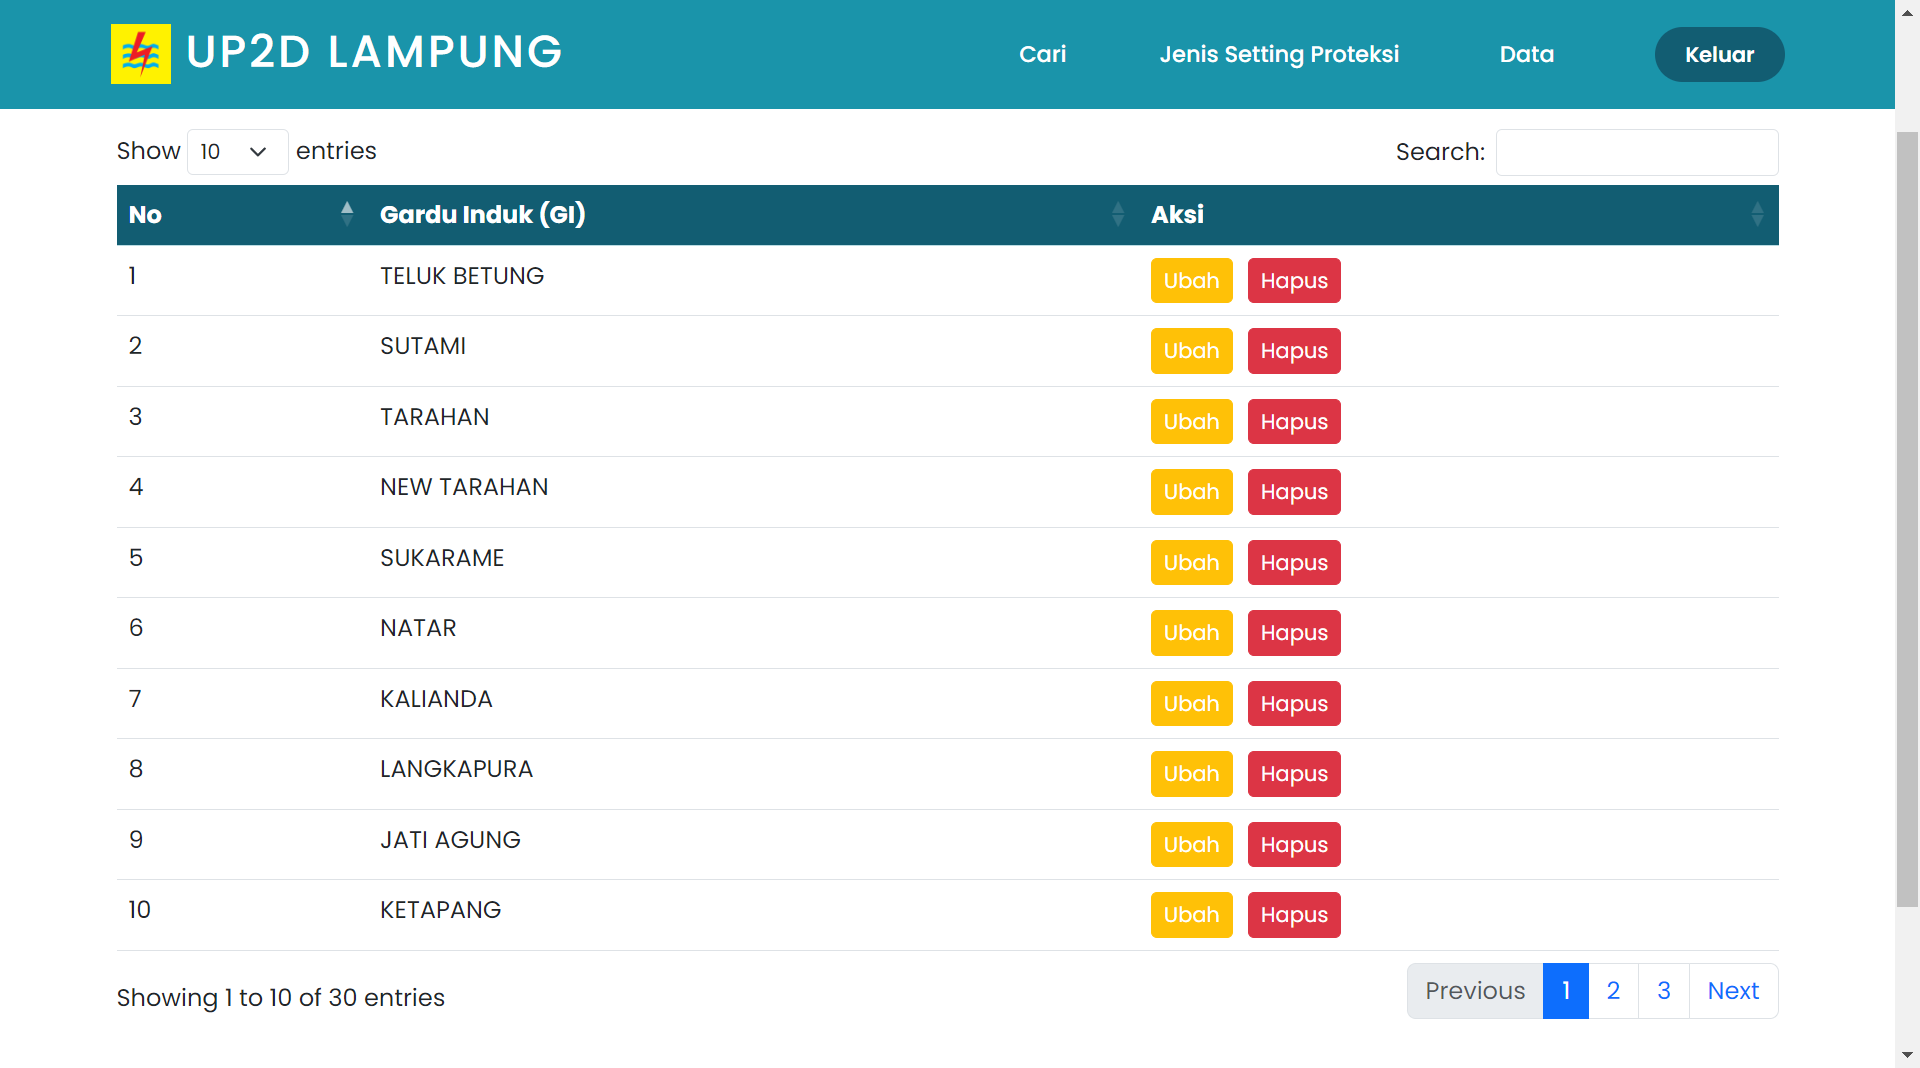 UP2D LAMPUNG Cari Jenis Setting Proteksi Data Keluar
Show 10 entries Search:
No Gardu Induk (GI) Aksi
1 TELUK BETUNG Ubah Hapus
2 SUTAMI Ubah Hapus
3 TARAHAN Ubah Hapus
4 NEW TARAHAN Ubah Hapus
5 SUKARAME Ubah Hapus
6 NATAR Ubah Hapus
7 KALIANDA Ubah Hapus
8 LANGKAPURA Ubah Hapus
9 JATI AGUNG Ubah Hapus
10 KETAPANG Ubah Hapus
Showing 1 to 10 of 30 entries Previous 1 2 3 Next